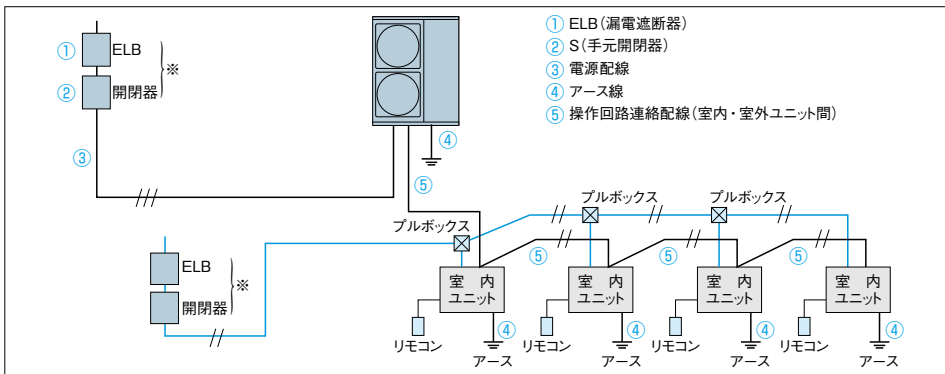 ① ELB(漏電遮断器)
② S(手元開閉器)
③ 電源配線
④ アース線
⑤ 操作回路連絡配線(室内・室外ユニット間)
① ELB
② 開閉器
※
③
④
⑤
プルボックス
プルボックス
プルボックス
ELB
開閉器
※
⑤
⑤
⑤
室 内
ユニット
室 内
ユニット
室 内
ユニット
室 内
ユニット
④
④
④
④
リモコン
リモコン
リモコン
リモコン
アース
アース
アース
アース